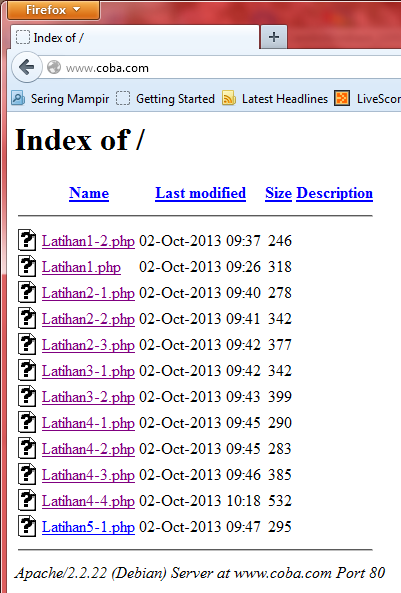 Firefox
Index of /
www.coba.com
Sering Mampir Getting Started Latest Headlines LiveScor
Index of /
Name Last modified Size Description
Latihan1-2.php 02-Oct-2013 09:37 246
Latihan1.php 02-Oct-2013 09:26 318
Latihan2-1.php 02-Oct-2013 09:40 278
Latihan2-2.php 02-Oct-2013 09:41 342
Latihan2-3.php 02-Oct-2013 09:42 377
Latihan3-1.php 02-Oct-2013 09:42 342
Latihan3-2.php 02-Oct-2013 09:43 399
Latihan4-1.php 02-Oct-2013 09:45 290
Latihan4-2.php 02-Oct-2013 09:45 283
Latihan4-3.php 02-Oct-2013 09:46 385
Latihan4-4.php 02-Oct-2013 10:18 532
Latihan5-1.php 02-Oct-2013 09:47 295
Apache/2.2.22 (Debian) Server at www.coba.com Port 80